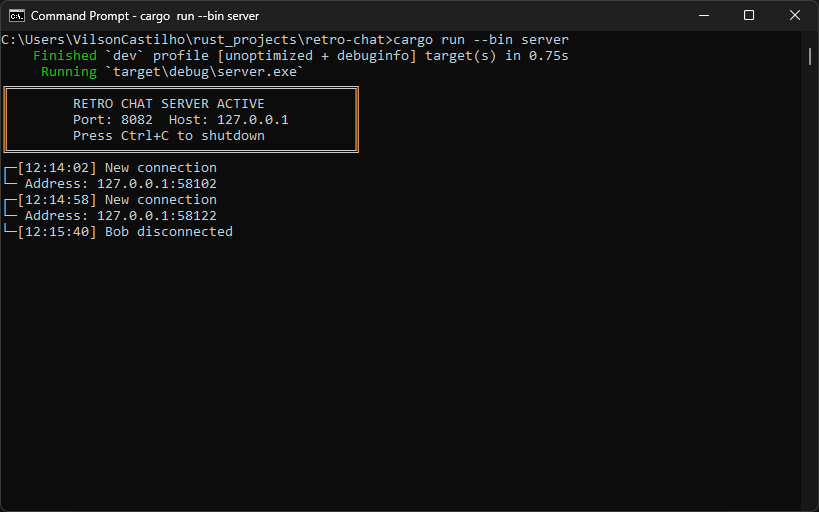 Command Prompt - cargo  run --bin server
C:\Users\VilsonCastilho\rust_projects\retro-chat>cargo run --bin server
    Finished `dev` profile [unoptimized + debuginfo] target(s) in 0.75s
     Running `target\debug\server.exe`
RETRO CHAT SERVER ACTIVE
Port: 8082  Host: 127.0.0.1
Press Ctrl+C to shutdown
┌─[12:14:02] New connection
└─ Address: 127.0.0.1:58102
┌─[12:14:58] New connection
└─ Address: 127.0.0.1:58122
└─[12:15:40] Bob disconnected